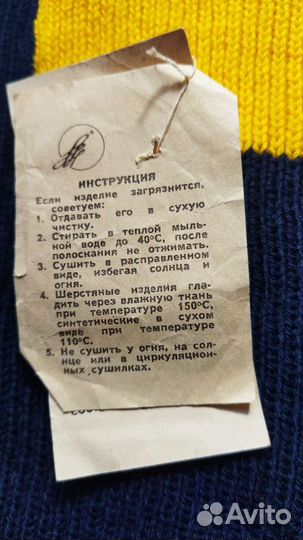 ИНСТРУКЦИЯ
Если изделие загрязнится,
советуем:
1. Отдавать его в сухую
чистку.
2. Стирать в теплой мыль-
ной воде до 40°С, после
полоскания не отжимать.
3. Сушить в расправленном
виде, избегая солнца и
огня.
4. Шерстяные изделия гла-
дить через влажную ткань
при температуре 150°С,
синтетические в сухом
виде при температуре
110°С.
5. Не сушить у огня, на сол-
нце или в циркуляцион-
ных сушилках.
Avito